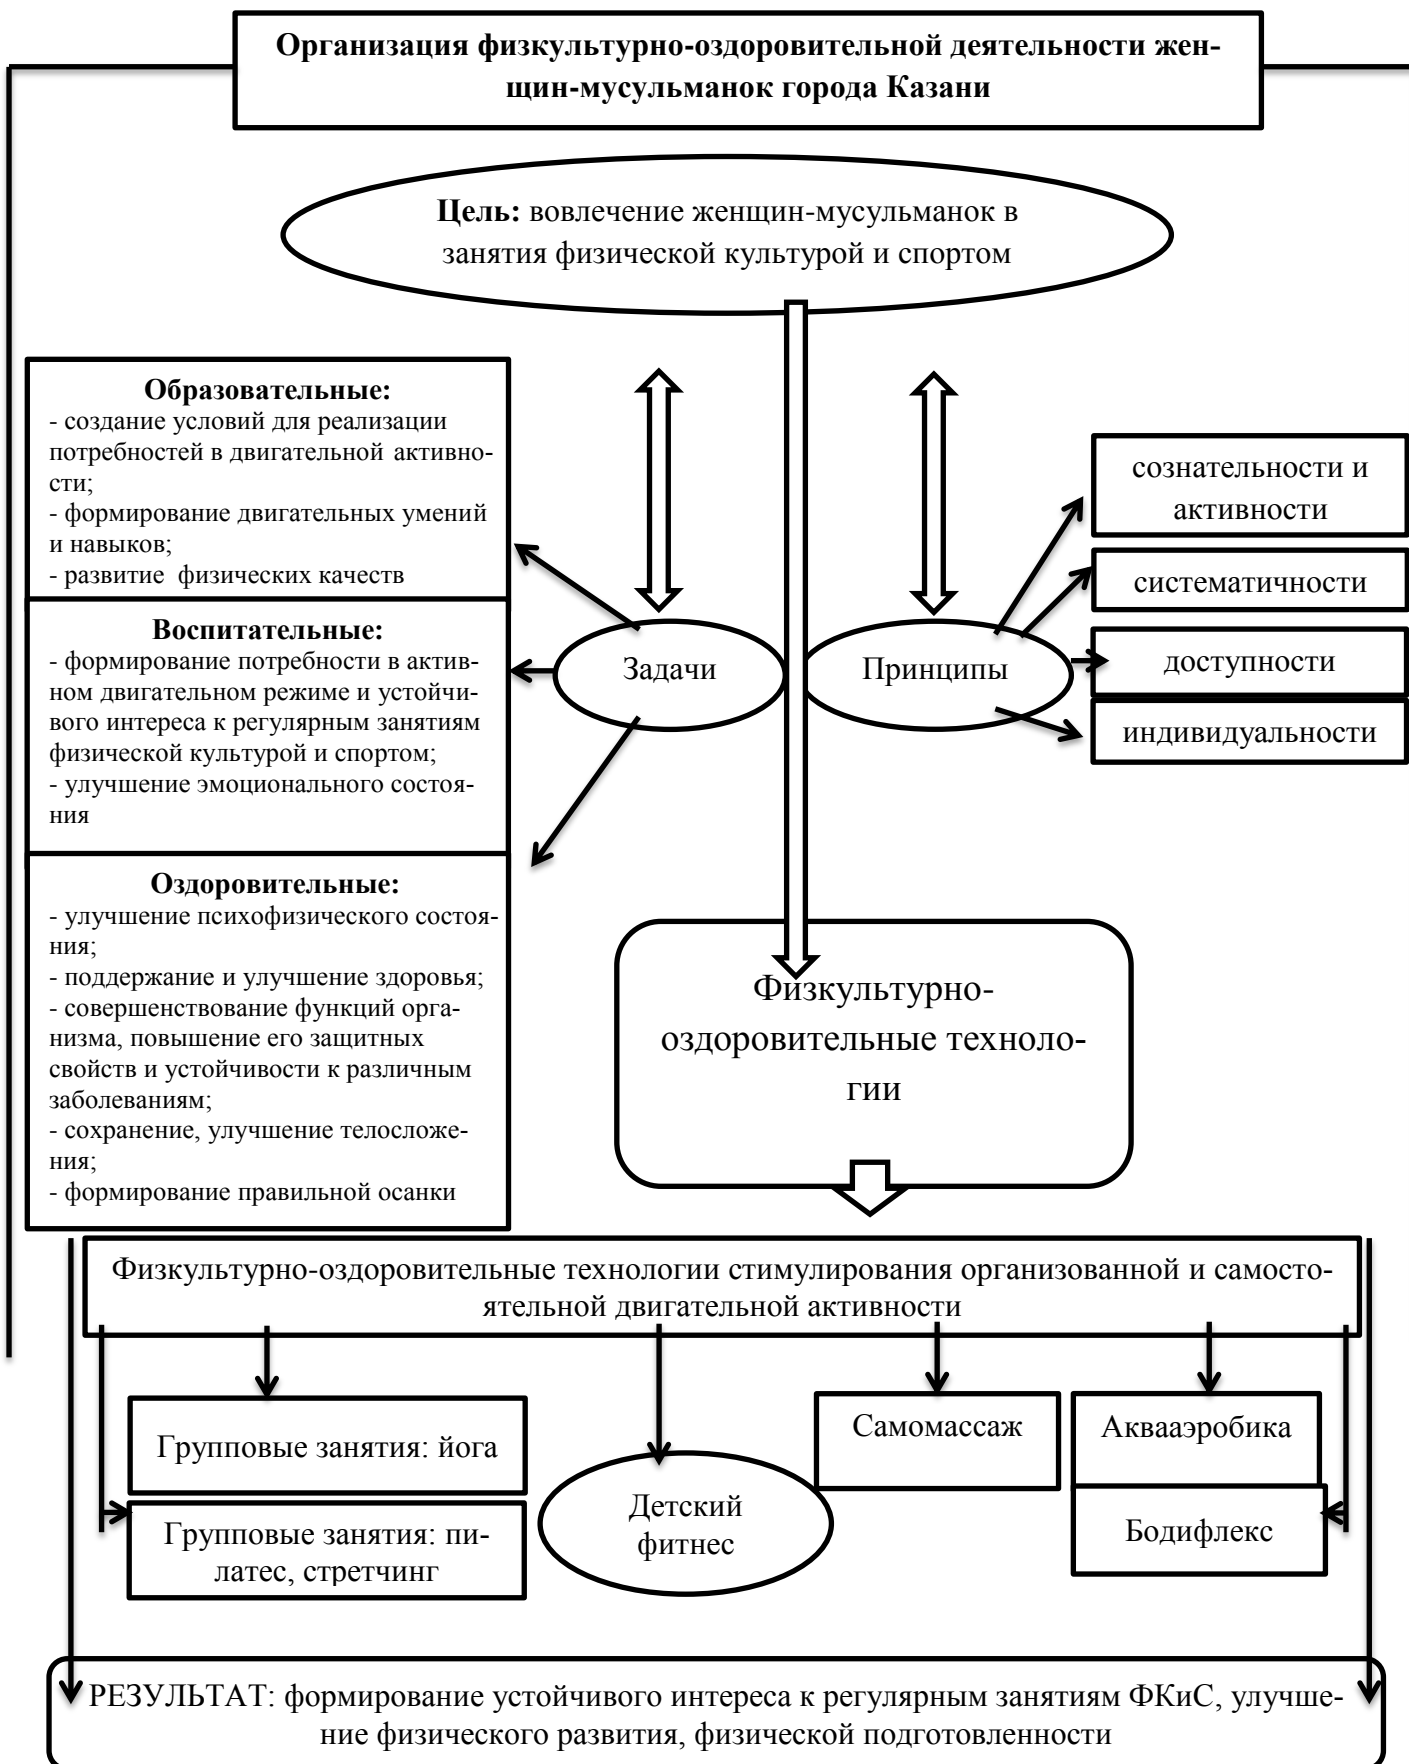 Организация физкультурно-оздоровительной деятельности жен-
щин-мусульманок города Казани
Цель: вовлечение женщин-мусульманок в
занятия физической культурой и спортом
Образовательные:
- создание условий для реализации
потребностей в двигательной активно-
сти;
- формирование двигательных умений
и навыков;
- развитие физических качеств
Воспитательные:
- формирование потребности в актив-
ном двигательном режиме и устойчи-
вого интереса к регулярным занятиям
физической культурой и спортом;
- улучшение эмоционального состоя-
ния
Оздоровительные:
- улучшение психофизического состоя-
ния;
- поддержание и улучшение здоровья;
- совершенствование функций орга-
низма, повышение его защитных
свойств и устойчивости к различным
заболеваниям;
- сохранение, улучшение телосложе-
ния;
- формирование правильной осанки
Задачи
Принципы
сознательности и
активности
систематичности
доступности
индивидуальности
Физкультурно-
оздоровительные техноло-
гии
Физкультурно-оздоровительные технологии стимулирования организованной и самосто-
ятельной двигательной активности
Групповые занятия: йога
Групповые занятия: пи-
латес, стретчинг
Детский
фитнес
Самомассаж
Аквааэробика
Бодифлекс
РЕЗУЛЬТАТ: формирование устойчивого интереса к регулярным занятиям ФКиС, улучше-
ние физического развития, физической подготовленности